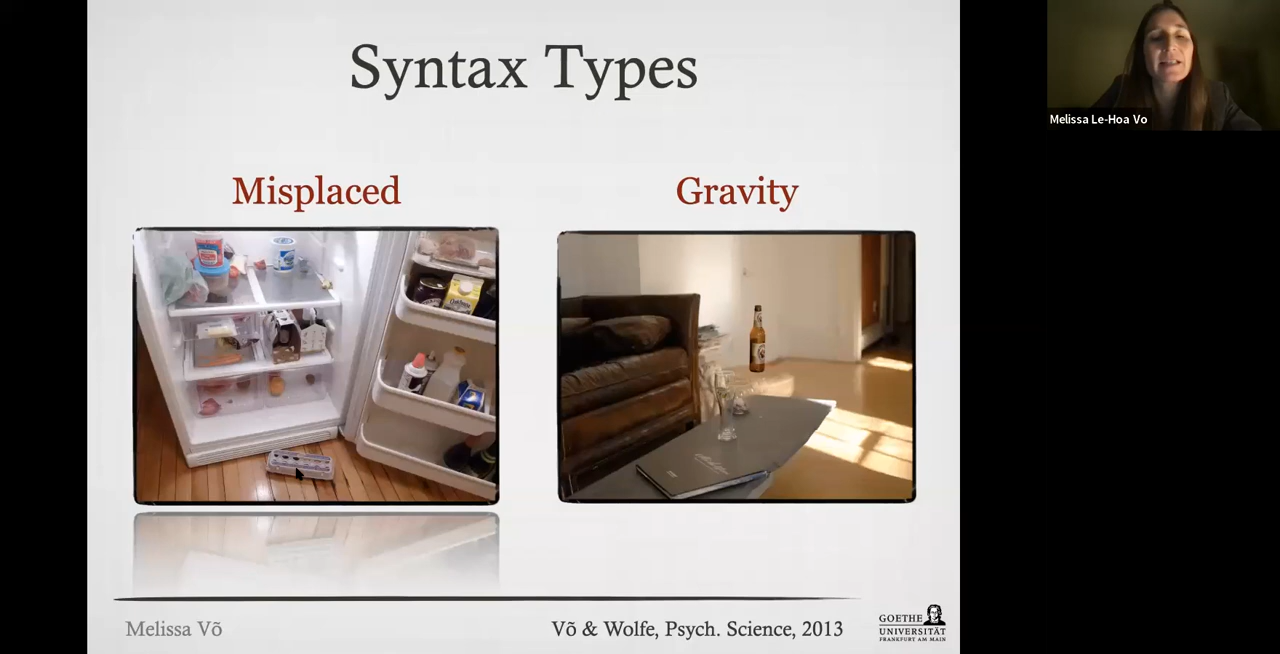 Syntax Types
Misplaced
Gravity
Melissa Võ
Võ & Wolfe, Psych. Science, 2013
GOETHE
UNIVERSITÄT
FRANKFURT AM MAIN
Melissa Le-Hoa Vo